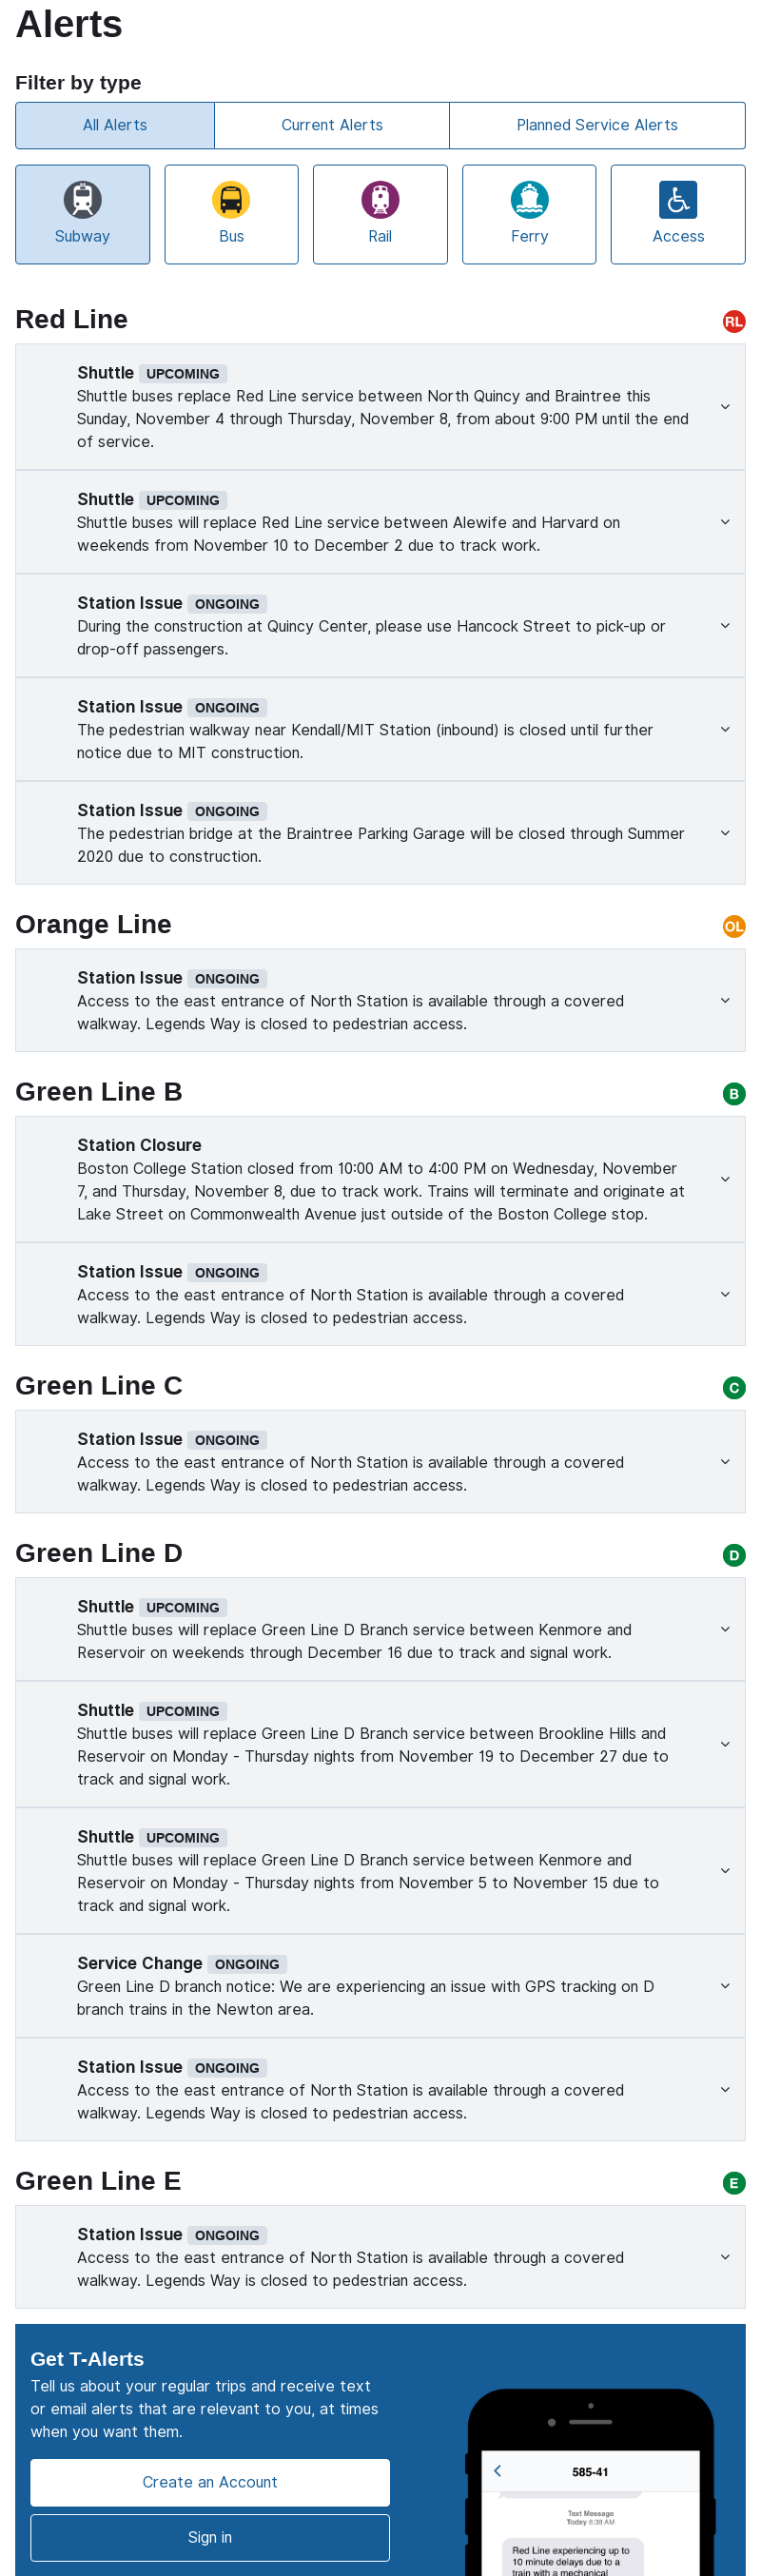 Alerts
Filter by type
All Alerts
Current Alerts
Planned Service Alerts
Subway
Bus
Rail
Ferry
Access
Red Line
RL
Shuttle UPCOMING
Shuttle buses replace Red Line service between North Quincy and Braintree this
Sunday, November 4 through Thursday, November 8, from about 9:00 PM until the end
of service.
Shuttle UPCOMING
Shuttle buses will replace Red Line service between Alewife and Harvard on
weekends from November 10 to December 2 due to track work.
Station Issue ONGOING
During the construction at Quincy Center, please use Hancock Street to pick-up or
drop-off passengers.
Station Issue ONGOING
The pedestrian walkway near Kendall/MIT Station (inbound) is closed until further
notice due to MIT construction.
Station Issue ONGOING
The pedestrian bridge at the Braintree Parking Garage will be closed through Summer
2020 due to construction.
Orange Line
OL
Station Issue ONGOING
Access to the east entrance of North Station is available through a covered
walkway. Legends Way is closed to pedestrian access.
Green Line B
B
Station Closure
Boston College Station closed from 10:00 AM to 4:00 PM on Wednesday, November
7, and Thursday, November 8, due to track work. Trains will terminate and originate at
Lake Street on Commonwealth Avenue just outside of the Boston College stop.
Station Issue ONGOING
Access to the east entrance of North Station is available through a covered
walkway. Legends Way is closed to pedestrian access.
Green Line C
C
Station Issue ONGOING
Access to the east entrance of North Station is available through a covered
walkway. Legends Way is closed to pedestrian access.
Green Line D
D
Shuttle UPCOMING
Shuttle buses will replace Green Line D Branch service between Kenmore and
Reservoir on weekends through December 16 due to track and signal work.
Shuttle UPCOMING
Shuttle buses will replace Green Line D Branch service between Brookline Hills and
Reservoir on Monday - Thursday nights from November 19 to December 27 due to
track and signal work.
Shuttle UPCOMING
Shuttle buses will replace Green Line D Branch service between Kenmore and
Reservoir on Monday - Thursday nights from November 5 to November 15 due to
track and signal work.
Service Change ONGOING
Green Line D branch notice: We are experiencing an issue with GPS tracking on D
branch trains in the Newton area.
Station Issue ONGOING
Access to the east entrance of North Station is available through a covered
walkway. Legends Way is closed to pedestrian access.
Green Line E
E
Station Issue ONGOING
Access to the east entrance of North Station is available through a covered
walkway. Legends Way is closed to pedestrian access.
Get T-Alerts
Tell us about your regular trips and receive text
or email alerts that are relevant to you, at times
when you want them.
Create an Account
Sign in
585-41
Text Message
Today 8:38 AM
Red Line experiencing up to
10 minute delays due to a
train with a mechanical